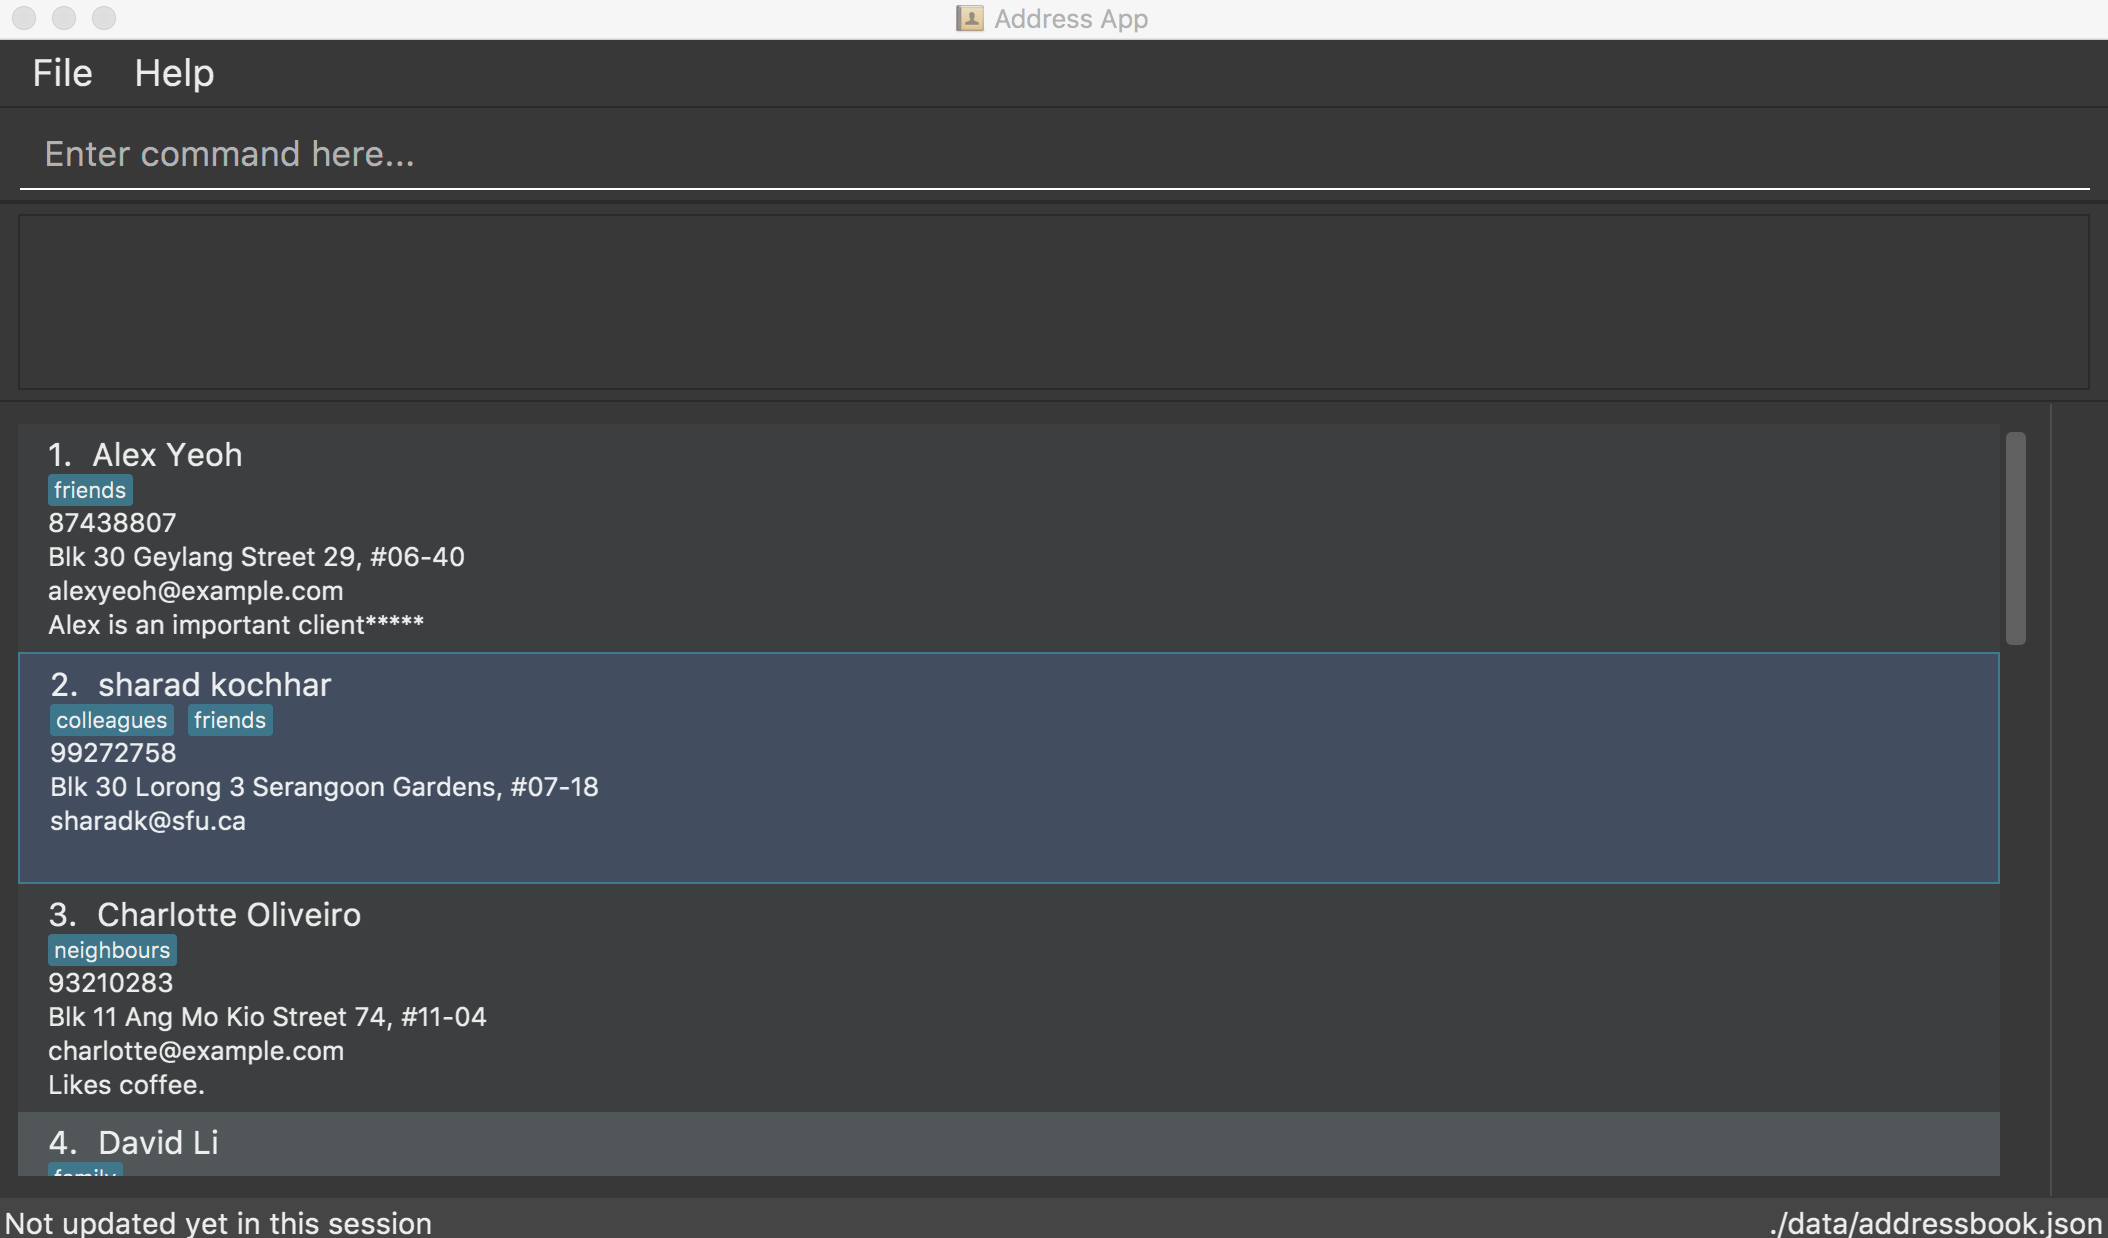 Address App
File Help
Enter command here...
1. Alex Yeoh
friends
87438807
Blk 30 Geylang Street 29, #06-40
alexyeoh@example.com
Alex is an important client*****
2. sharad kochhar
colleagues friends
99272758
Blk 30 Lorong 3 Serangoon Gardens, #07-18
sharadk@sfu.ca
3. Charlotte Oliveiro
neighbours
93210283
Blk 11 Ang Mo Kio Street 74, #11-04
charlotte@example.com
Likes coffee.
4. David Li
family
Not updated yet in this session ./data/addressbook.json